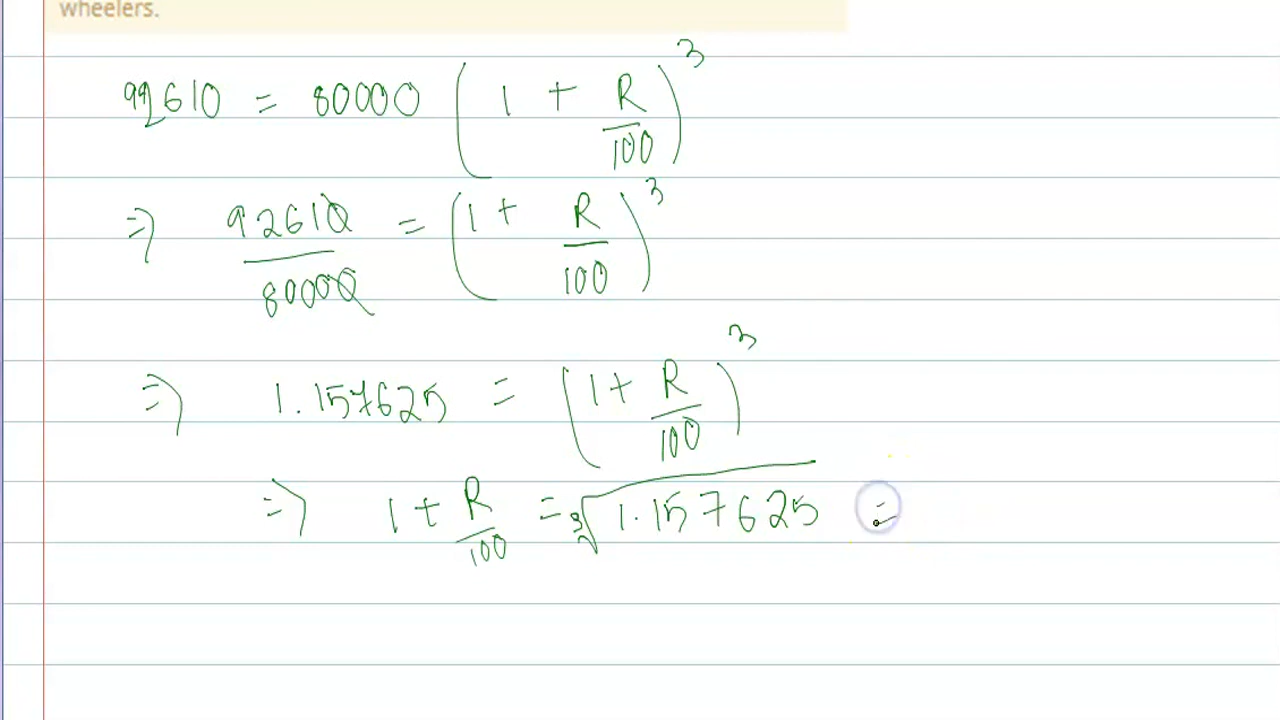 wheelers.
92610 = 80000 (1 + R/100)^3
=> 92610/80000 = (1 + R/100)^3
=> 1.157625 = (1 + R/100)^3
=> 1 + R/100 = ∛1.157625 =